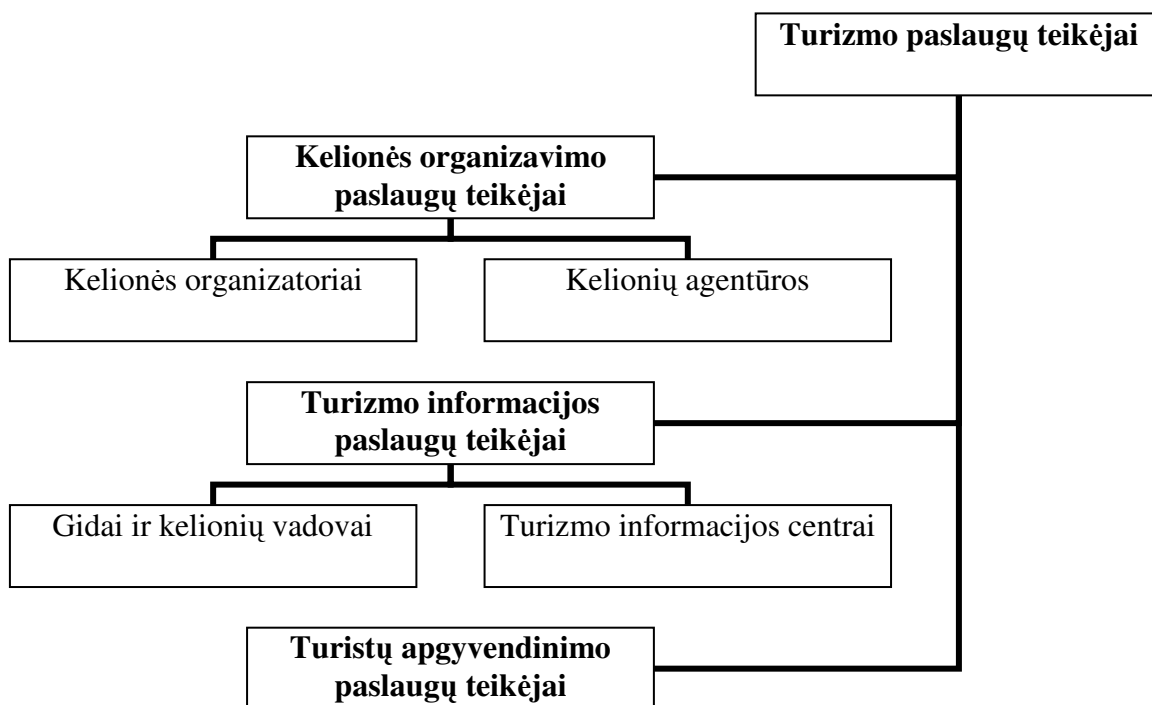 Turizmo paslaugų teikėjai
Kelionės organizavimo
paslaugų teikėjai
Kelionės organizatoriai
Kelionių agentūros
Turizmo informacijos
paslaugų teikėjai
Gidai ir kelionių vadovai
Turizmo informacijos centrai
Turistų apgyvendinimo
paslaugų teikėjai